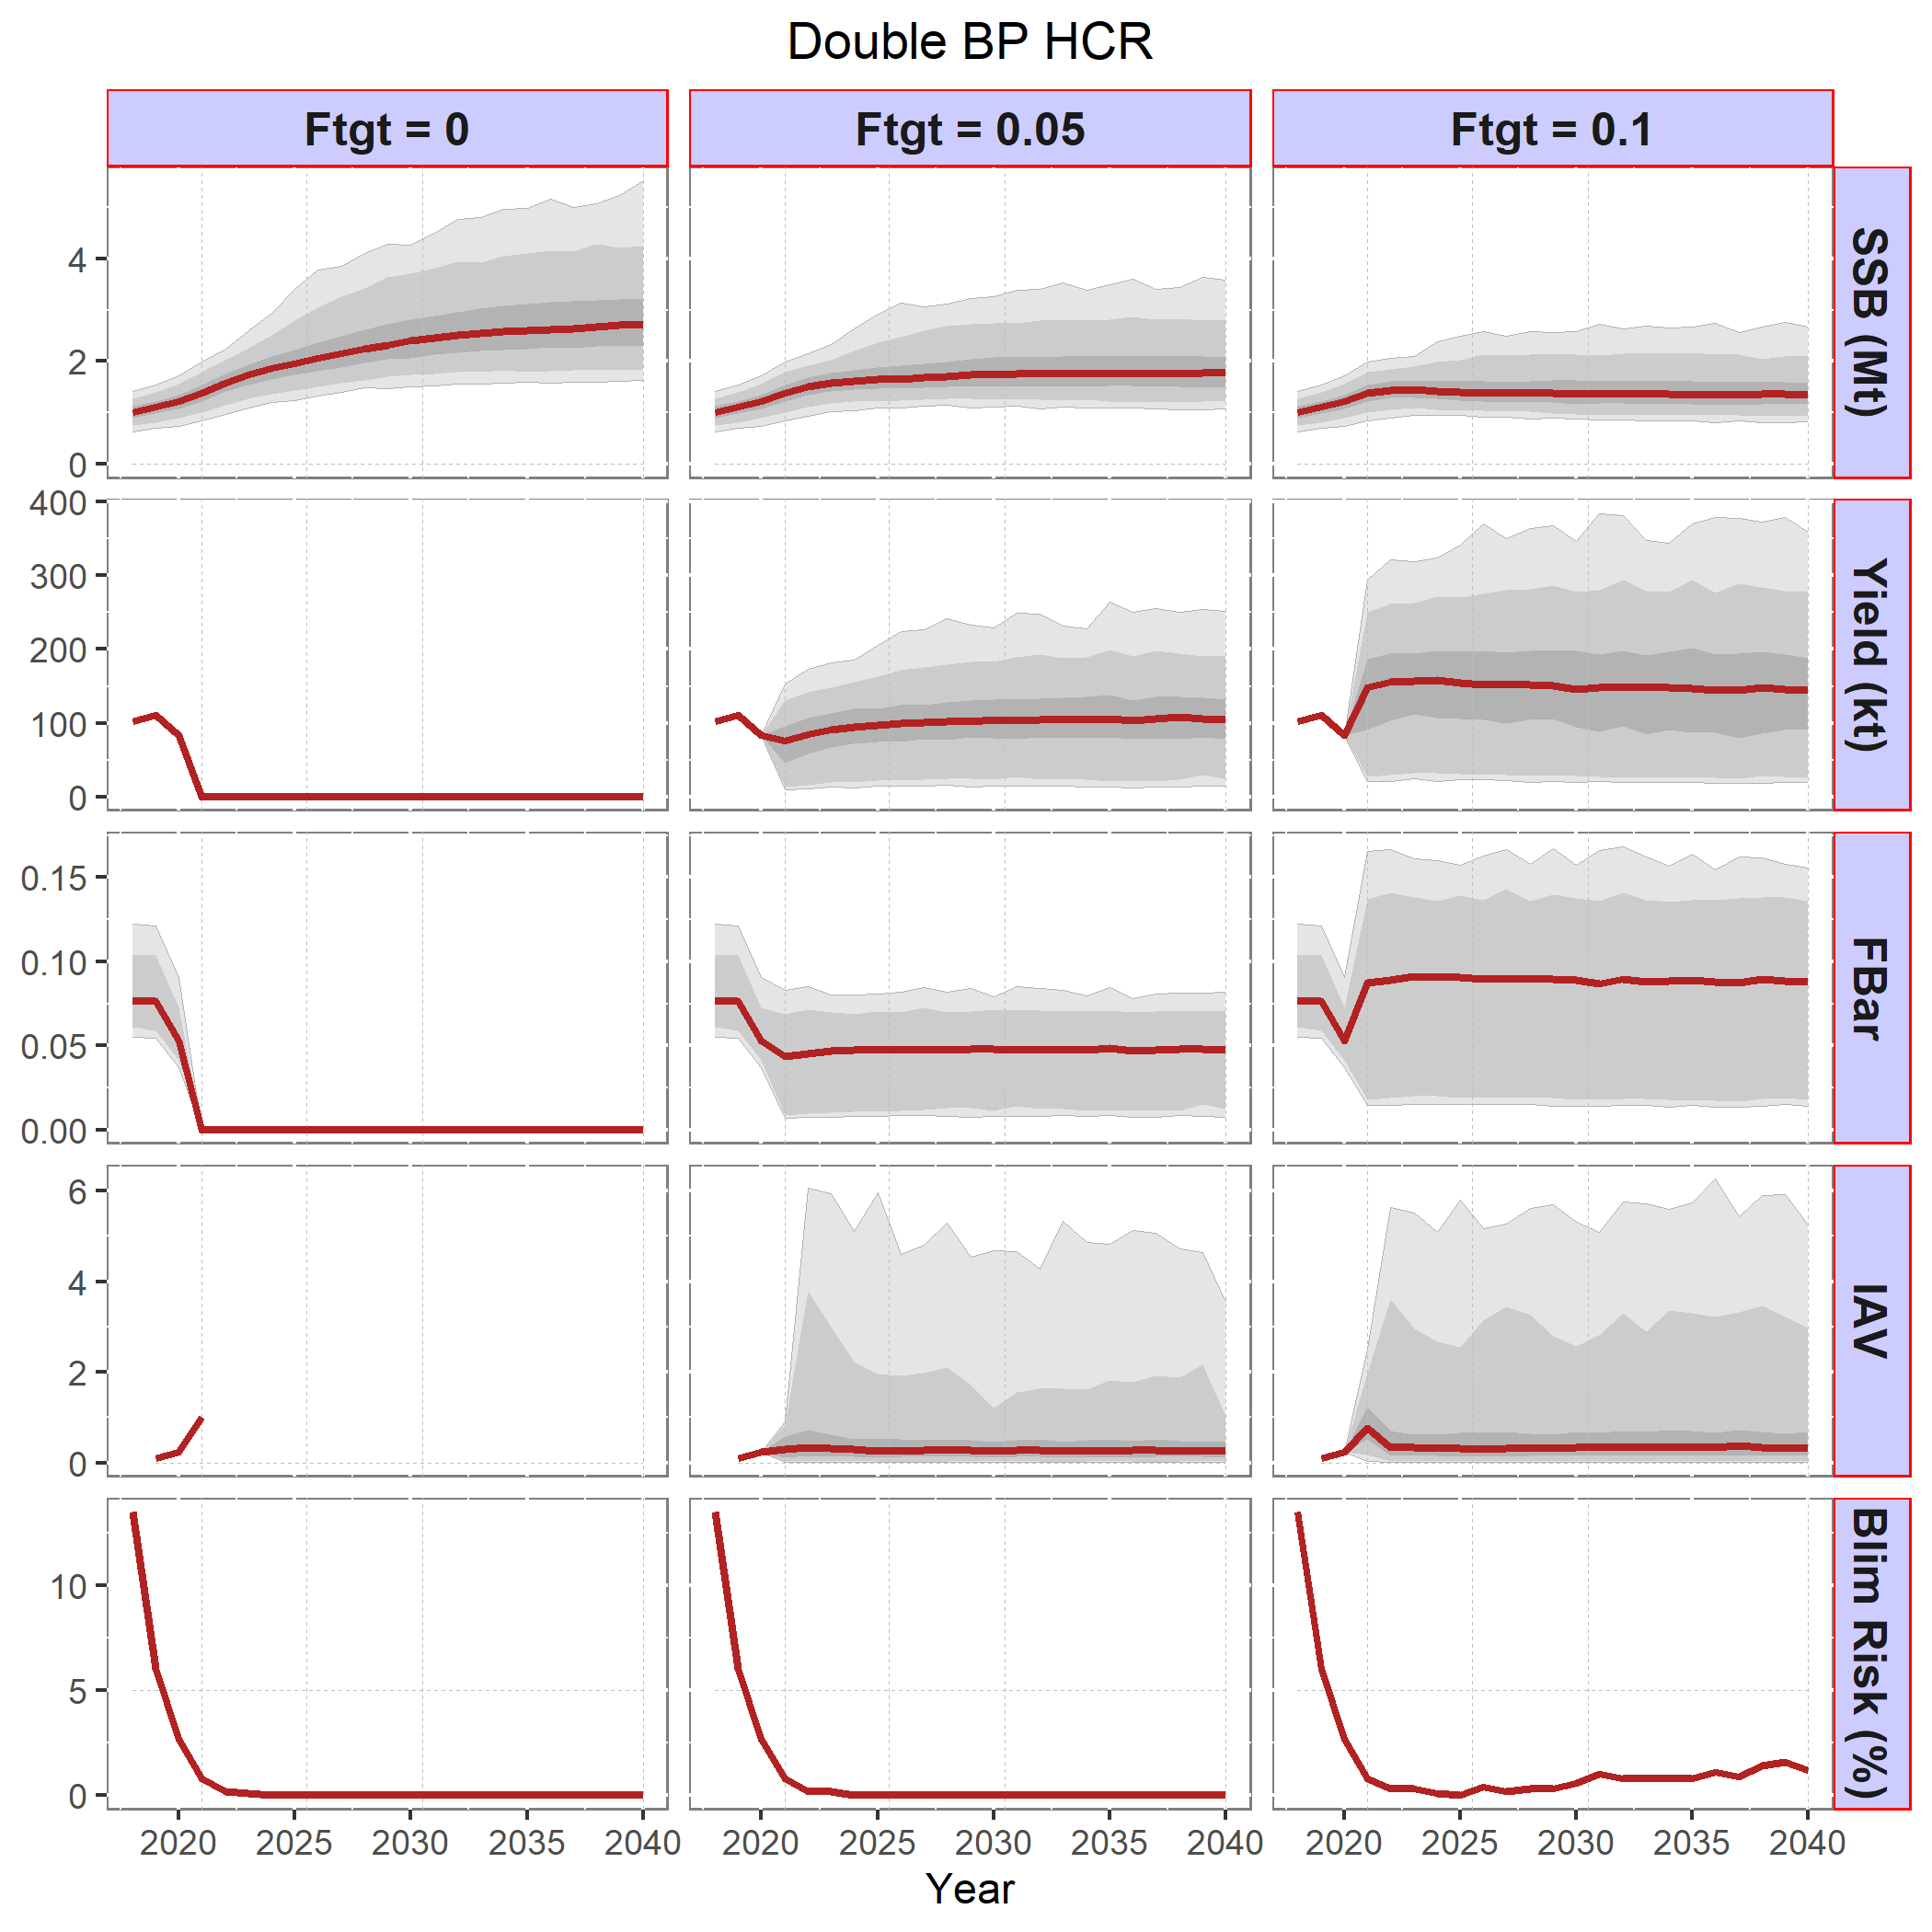 Double BP HCR
Ftgt = 0
Ftgt = 0.05
Ftgt = 0.1
4
2
0
SSB (Mt)
400
300
200
100
0
Yield (kt)
0.15
0.10
0.05
0.00
FBar
6
4
2
0
IAV
10
5
0
Blim Risk (%)
2020 2025 2030 2035 2040 2020 2025 2030 2035 2040 2020 2025 2030 2035 2040
Year